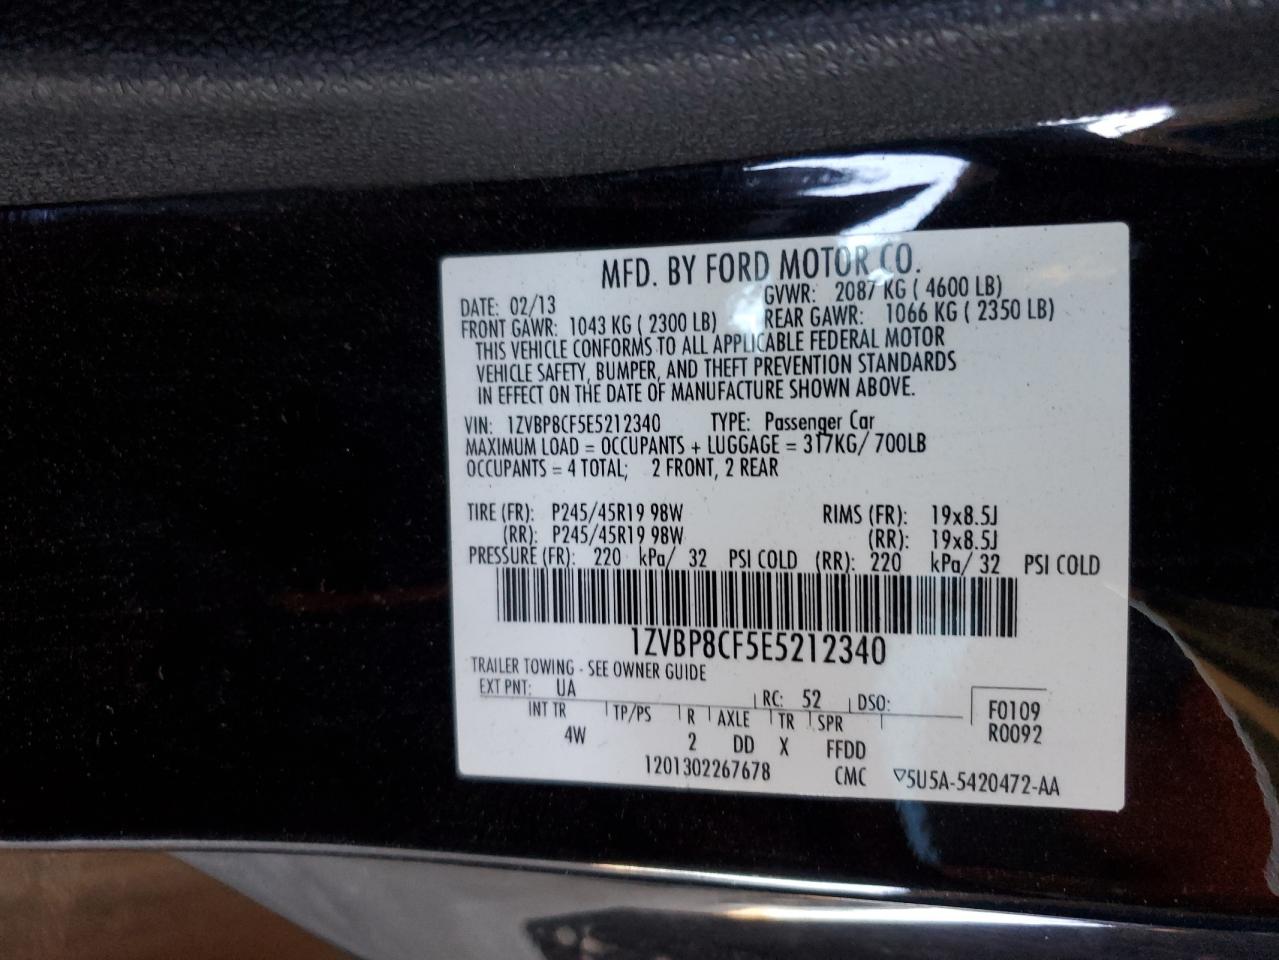 MFD. BY FORD MOTOR CO.
DATE: 02/13 GVWR: 2087 KG ( 4600 LB)
FRONT GAWR: 1043 KG ( 2300 LB) REAR GAWR: 1066 KG ( 2350 LB)
THIS VEHICLE CONFORMS TO ALL APPLICABLE FEDERAL MOTOR
VEHICLE SAFETY, BUMPER, AND THEFT PREVENTION STANDARDS
IN EFFECT ON THE DATE OF MANUFACTURE SHOWN ABOVE.
VIN: 1ZVBP8CF5E5212340 TYPE: Passenger Car
MAXIMUM LOAD = OCCUPANTS + LUGGAGE = 317KG/ 700LB
OCCUPANTS = 4 TOTAL; 2 FRONT, 2 REAR
TIRE (FR): P245/45R19 98W RIMS (FR): 19x8.5J
(RR): P245/45R19 98W (RR): 19x8.5J
PRESSURE (FR): 220 kPa/ 32 PSI COLD (RR): 220 kPa/ 32 PSI COLD
1ZVBP8CF5E5212340
TRAILER TOWING - SEE OWNER GUIDE
EXT PNT: UA RC: 52 DSO:
INT TR TP/PS R AXLE TR SPR F0109
4W 2 DD X FFDD R0092
1201302267678 CMC ▽5U5A-5420472-AA